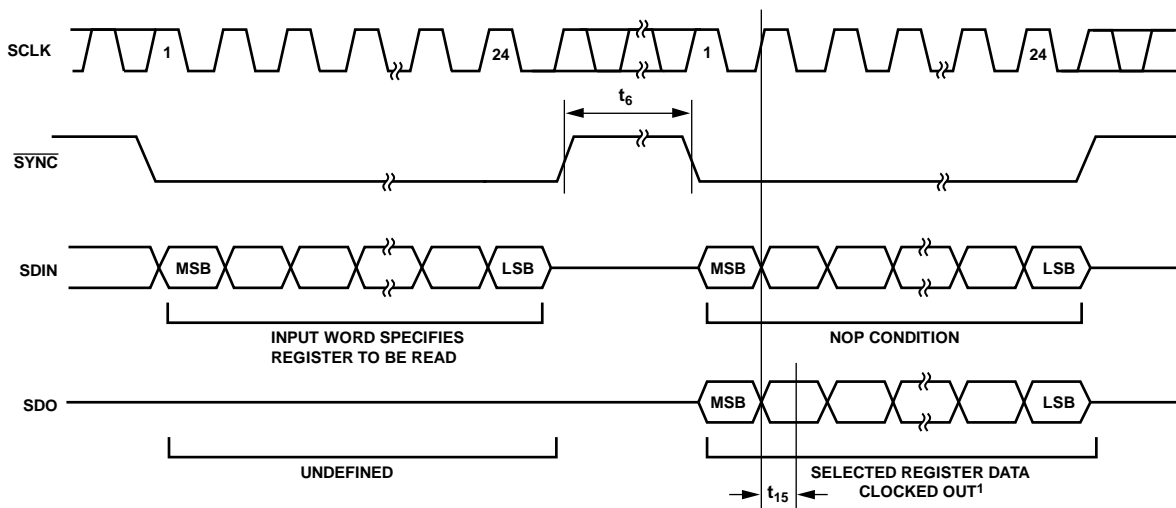 SCLK
1
24
1
24
t6
SYNC
SDIN
MSB
LSB
MSB
LSB
INPUT WORD SPECIFIES
REGISTER TO BE READ
NOP CONDITION
SDO
MSB
LSB
UNDEFINED
SELECTED REGISTER DATA
CLOCKED OUT1
t15